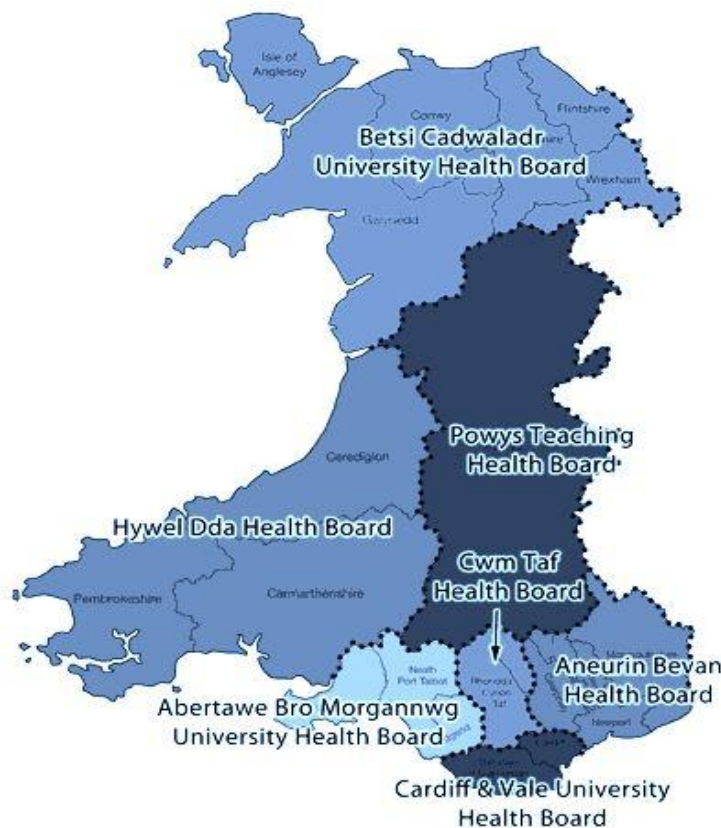 Isle of
Anglesey
Conwy
Flintshire
Betsi Cadwaladr
University Health Board
Wrexham
Gwynedd
Powys Teaching
Health Board
Ceredigion
Hywel Dda Health Board
Cwm Taf
Health Board
Pembrokeshire
Carmarthenshire
Neath
Port Talbot
Rhondda
Cynon
Taf
Aneurin Bevan
Health Board
Abertawe Bro Morgannwg
University Health Board
Newport
Cardiff & Vale University
Health Board